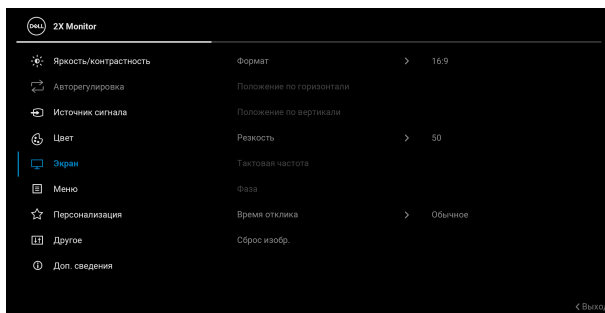 DELL 2X Monitor
Яркость/контрастность Формат 16:9
Авторегулировка Положение по горизонтали
Источник сигнала Положение по вертикали
Цвет Резкость 50
Экран Тактовая частота
Меню Фаза
Персонализация Время отклика Обычное
Другое Сброс изобр.
Доп. сведения
Выход